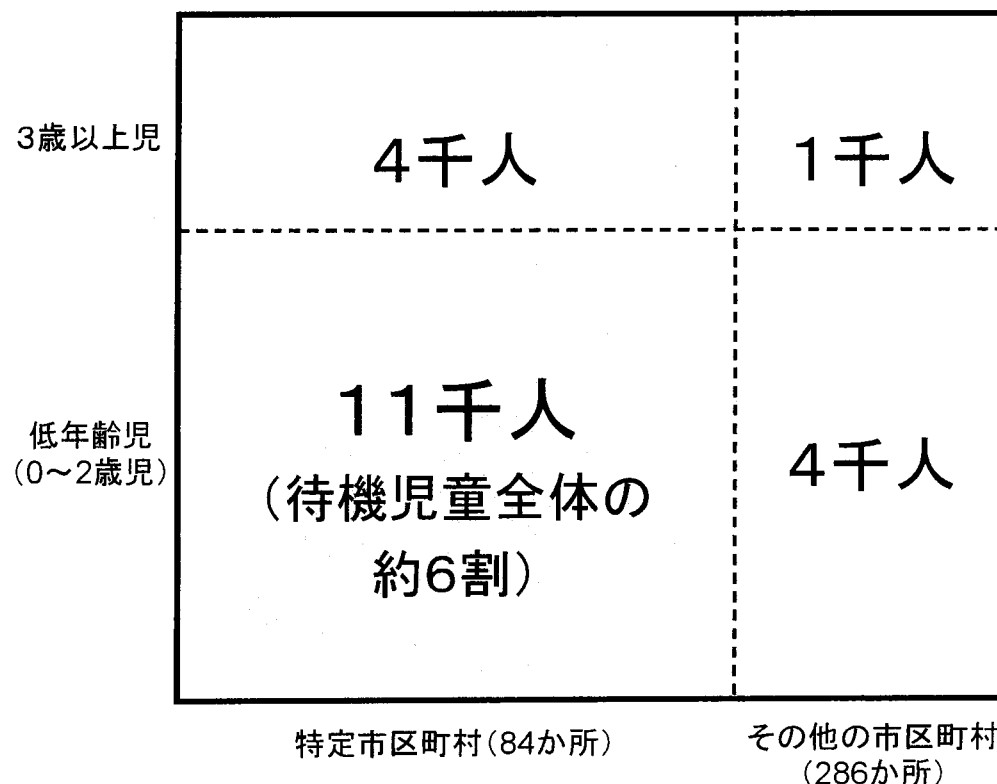 3歳以上児
4千人
1千人
低年齢児
(0～2歳児)
11千人
(待機児童全体の
約6割)
4千人
特定市区町村(84か所)
その他の市区町村
(286か所)